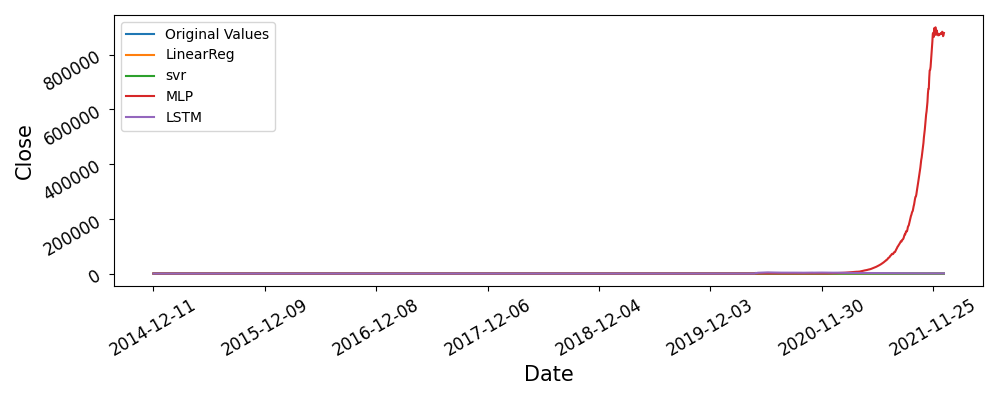 Original Values
LinearReg
svr
MLP
LSTM
Close
800000
600000
400000
200000
0
2014-12-11
2015-12-09
2016-12-08
2017-12-06
2018-12-04
2019-12-03
2020-11-30
2021-11-25
Date